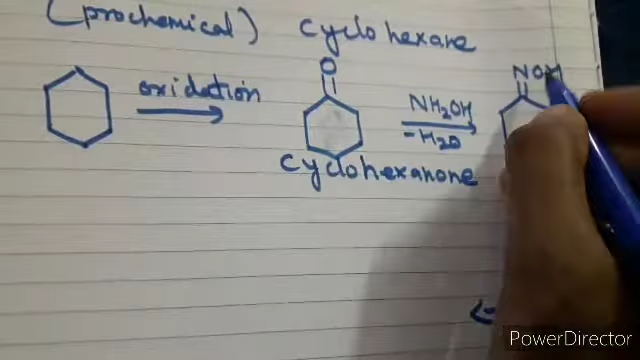 (prochemical) cyclohexane
oxidation
O
NH₂OH
-H₂O
NOH
cyclohexanone
PowerDirector